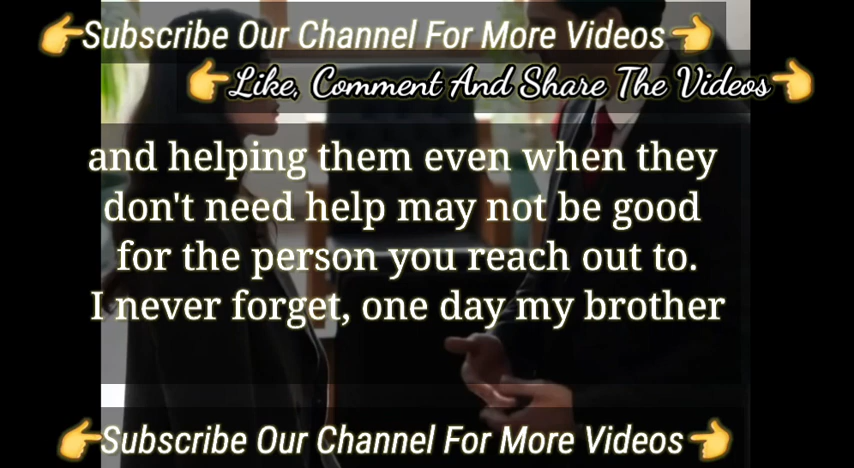 👉Subscribe Our Channel For More Videos👈
👉Like, Comment And Share The Videos👈
and helping them even when they
don't need help may not be good
for the person you reach out to.
I never forget, one day my brother
👉Subscribe Our Channel For More Videos👈